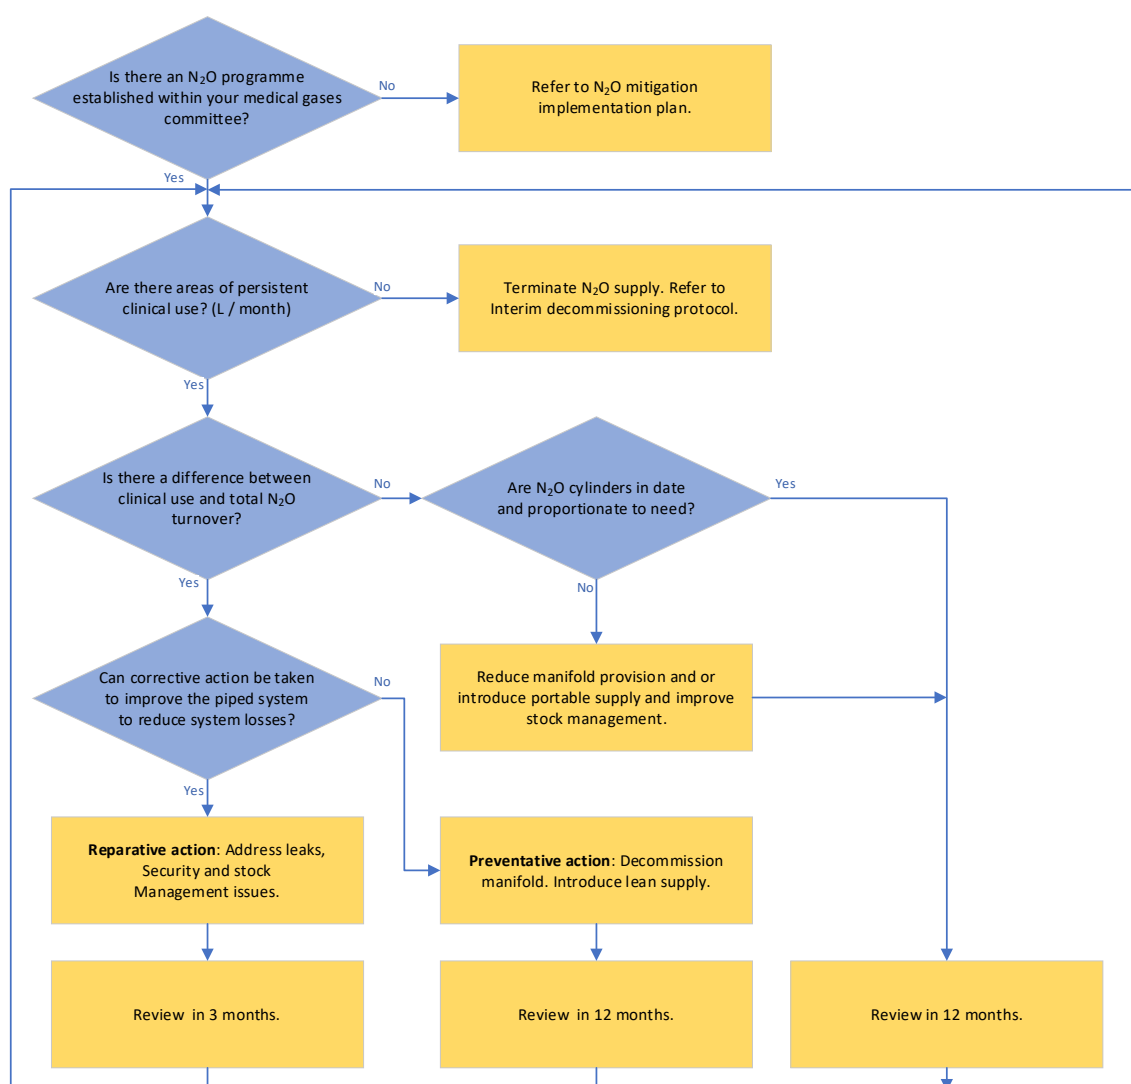 Is there an N₂O programme
established within your medical gases
committee?
No
Refer to N₂O mitigation
implementation plan.
Yes
Are there areas of persistent
clinical use? (L / month)
No
Terminate N₂O supply. Refer to
Interim decommissioning protocol.
Yes
Is there a difference between
clinical use and total N₂O
turnover?
No
Are N₂O cylinders in date
and proportionate to need?
Yes
Yes
No
Can corrective action be taken
to improve the piped system
to reduce system losses?
No
Reduce manifold provision and or
introduce portable supply and improve
stock management.
Yes
Reparative action: Address leaks,
Security and stock
Management issues.
Preventative action: Decommission
manifold. Introduce lean supply.
Review in 3 months.
Review in 12 months.
Review in 12 months.